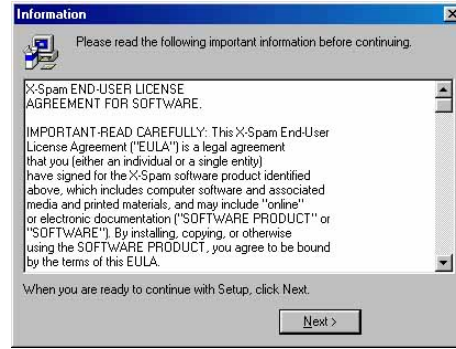 Information
Please read the following important information before continuing.
X-Spam END-USER LICENSE
AGREEMENT FOR SOFTWARE.
IMPORTANT-READ CAREFULLY: This X-Spam End-User
License Agreement ("EULA") is a legal agreement
that you (either an individual or a single entity)
have signed for the X-Spam software product identified
above, which includes computer software and associated
media and printed materials, and may include "online"
or electronic documentation ("SOFTWARE PRODUCT" or
"SOFTWARE"). By installing, copying, or otherwise
using the SOFTWARE PRODUCT, you agree to be bound
by the terms of this EULA.
When you are ready to continue with Setup, click Next.
Next >